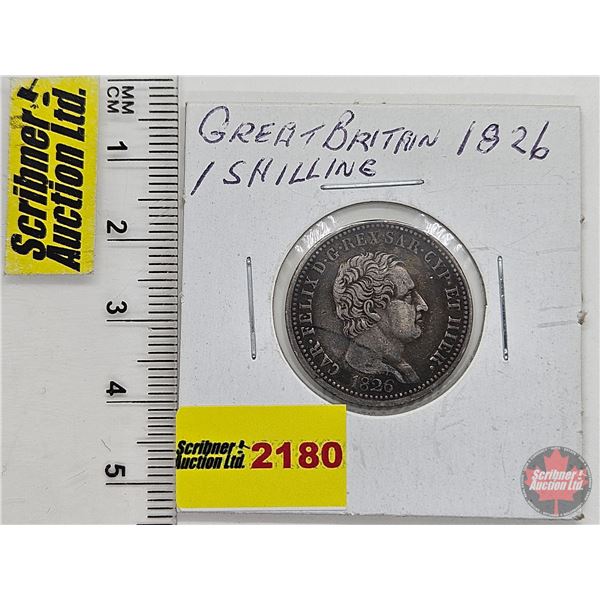 Scribner
Auction Ltd.
MM
CM
1
2
3
4
5
GREAT BRITAIN 1826
1 SHILLING
CAR·FELIX D·G·REX SAR·CYP·ET HIER·
1826
Scribner
Auction Ltd. 2180
Scribner
Auction Ltd.